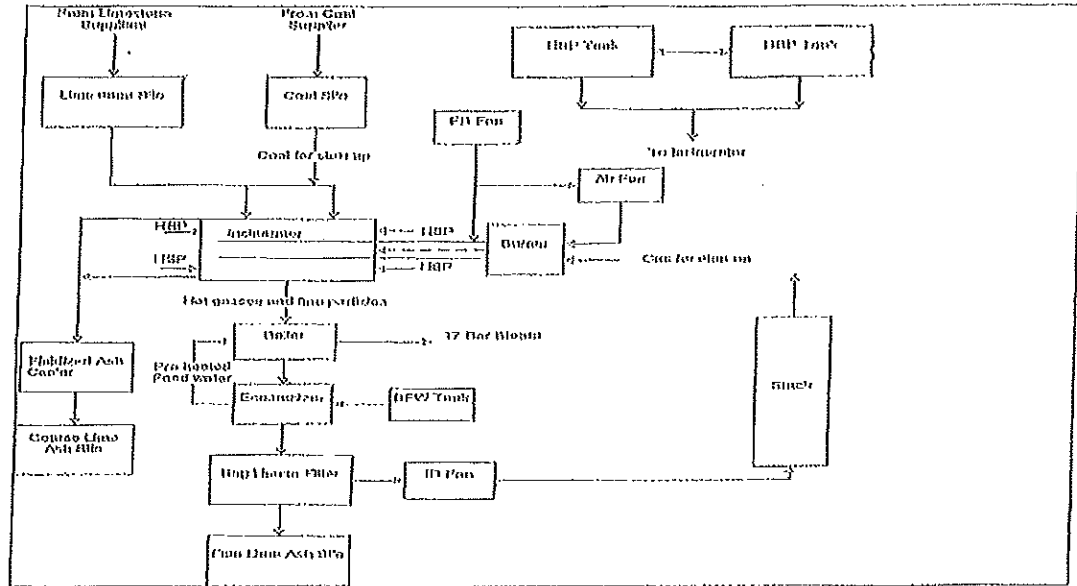 From Limestone
Supplier
From Coal
Supplier
HBP Tank
HBP Tank
Limestone Silo
Coal Silo
FD Fan
To Incinerator
Coal for start up
Air Fan
HBP
Incinerator
HBP
Burner
HBP
HBP
Gas for start up
Hot gasses and fine particles
Boiler
17 Bar Steam
Fluidized Ash
Cooler
Pre heated
Feed water
Stack
Economizer
BFW Tank
Coarse Lime
Ash Silo
Bag House Filter
ID Fan
Fine Lime Ash Silo